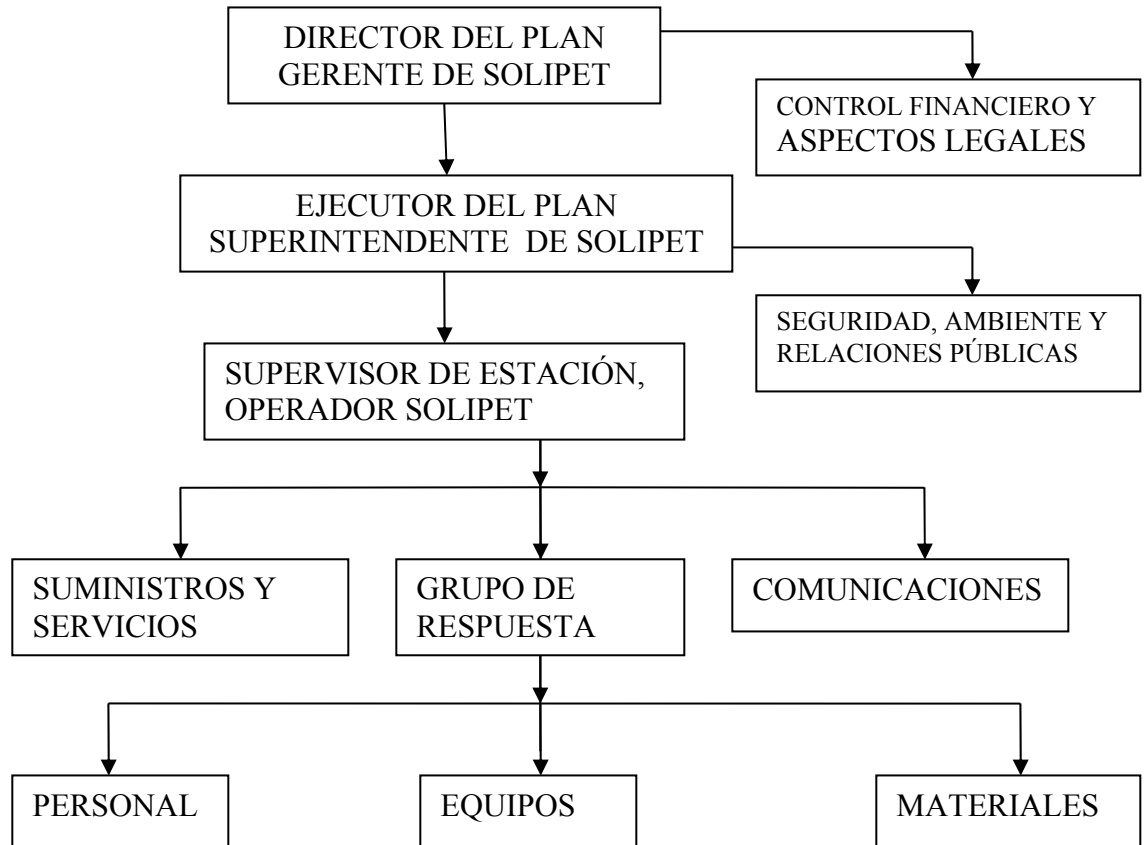 DIRECTOR DEL PLAN
GERENTE DE SOLIPET
CONTROL FINANCIERO Y
ASPECTOS LEGALES
EJECUTOR DEL PLAN
SUPERINTENDENTE DE SOLIPET
SEGURIDAD, AMBIENTE Y
RELACIONES PÚBLICAS
SUPERVISOR DE ESTACIÓN,
OPERADOR SOLIPET
SUMINISTROS Y
SERVICIOS
GRUPO DE
RESPUESTA
COMUNICACIONES
PERSONAL
EQUIPOS
MATERIALES